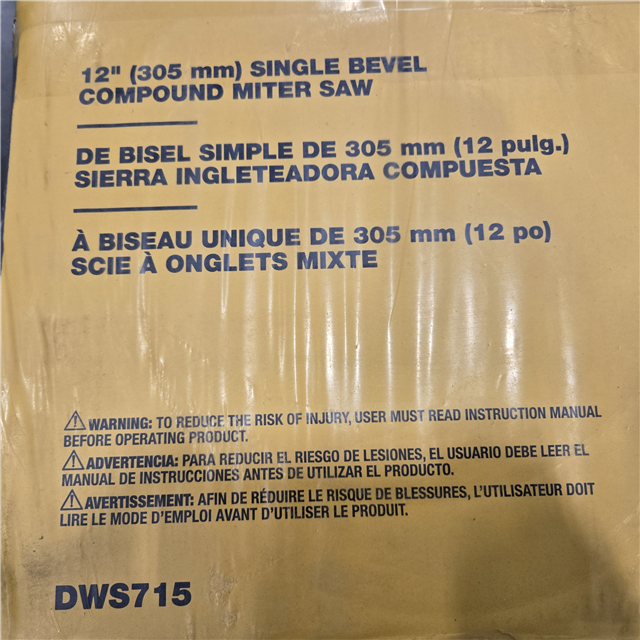 12" (305 mm) SINGLE BEVEL
COMPOUND MITER SAW
DE BISEL SIMPLE DE 305 mm (12 pulg.)
SIERRA INGLETEADORA COMPUESTA
À BISEAU UNIQUE DE 305 mm (12 po)
SCIE À ONGLETS MIXTE
WARNING: TO REDUCE THE RISK OF INJURY, USER MUST READ INSTRUCTION MANUAL
BEFORE OPERATING PRODUCT.
ADVERTENCIA: PARA REDUCIR EL RIESGO DE LESIONES, EL USUARIO DEBE LEER EL
MANUAL DE INSTRUCCIONES ANTES DE UTILIZAR EL PRODUCTO.
AVERTISSEMENT: AFIN DE RÉDUIRE LE RISQUE DE BLESSURES, L'UTILISATEUR DOIT
LIRE LE MODE D'EMPLOI AVANT D'UTILISER LE PRODUIT.
DWS715